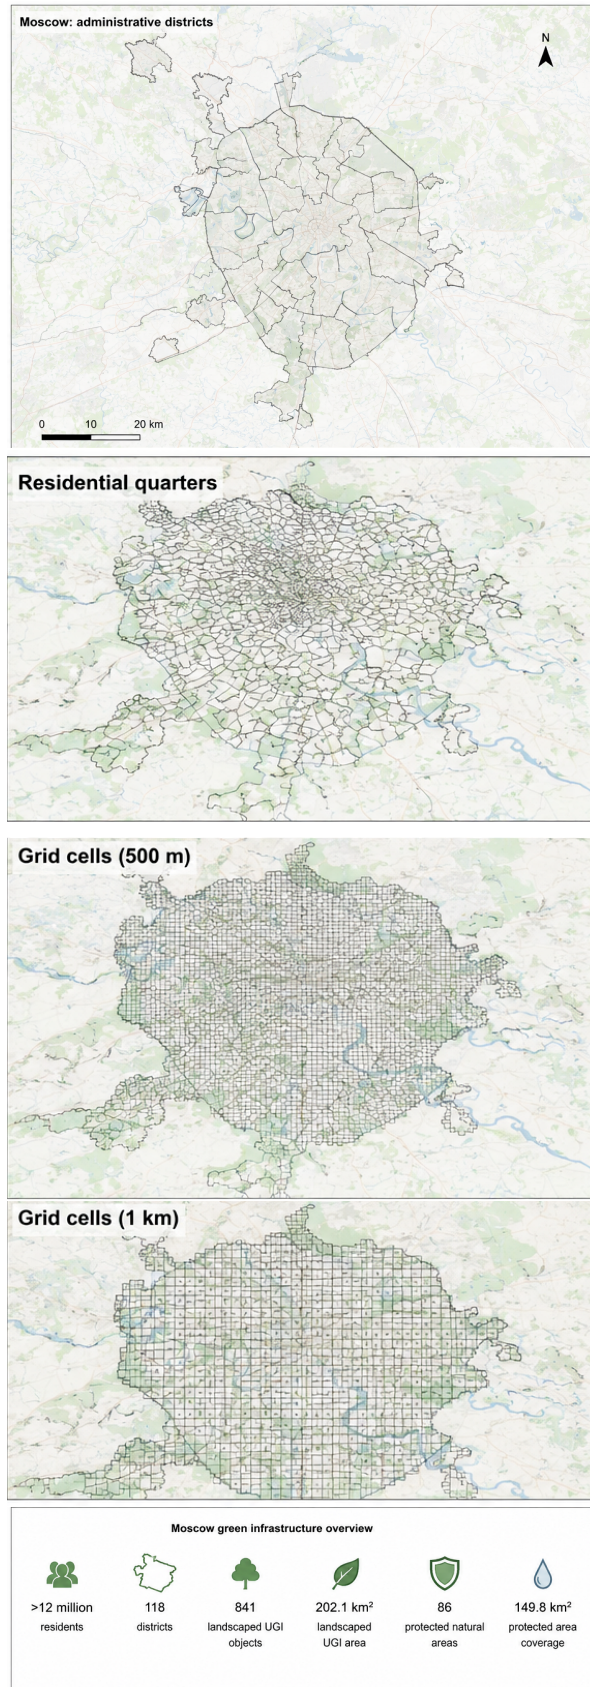 Moscow: administrative districts
N
0 10 20 km
Residential quarters
Grid cells (500 m)
Grid cells (1 km)
Moscow green infrastructure overview
>12 million
residents
118
districts
841
landscaped UGI
objects
202.1 km²
landscaped
UGI area
86
protected natural
areas
149.8 km²
protected area
coverage